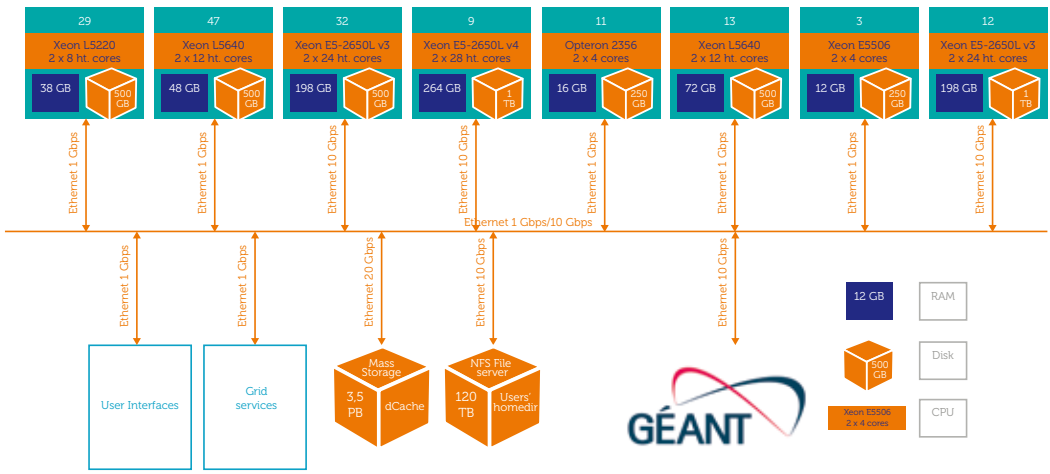 29
Xeon L5220
2 x 8 ht. cores
38 GB
500
GB
47
Xeon L5640
2 x 12 ht. cores
48 GB
500
GB
32
Xeon E5-2650L v3
2 x 24 ht. cores
198 GB
500
GB
9
Xeon E5-2650L v4
2 x 28 ht. cores
264 GB
1
TB
11
Opteron 2356
2 x 4 cores
16 GB
250
GB
13
Xeon L5640
2 x 12 ht. cores
72 GB
500
GB
3
Xeon E5506
2 x 4 cores
12 GB
250
GB
12
Xeon E5-2650L v3
2 x 24 ht. cores
198 GB
1
TB
Ethernet 1 Gbps
Ethernet 1 Gbps
Ethernet 10 Gbps
Ethernet 10 Gbps
Ethernet 1 Gbps
Ethernet 1 Gbps
Ethernet 1 Gbps
Ethernet 10 Gbps
Ethernet 1 Gbps/10 Gbps
Ethernet 1 Gbps
Ethernet 1 Gbps
Ethernet 20 Gbps
Ethernet 10 Gbps
Ethernet 10 Gbps
User Interfaces
Grid
services
Mass
Storage
3,5
PB
dCache
NFS File
server
120
TB
Users'
homedir
GÉANT
12 GB
RAM
500
GB
Disk
Xeon E5506
2 x 4 cores
CPU